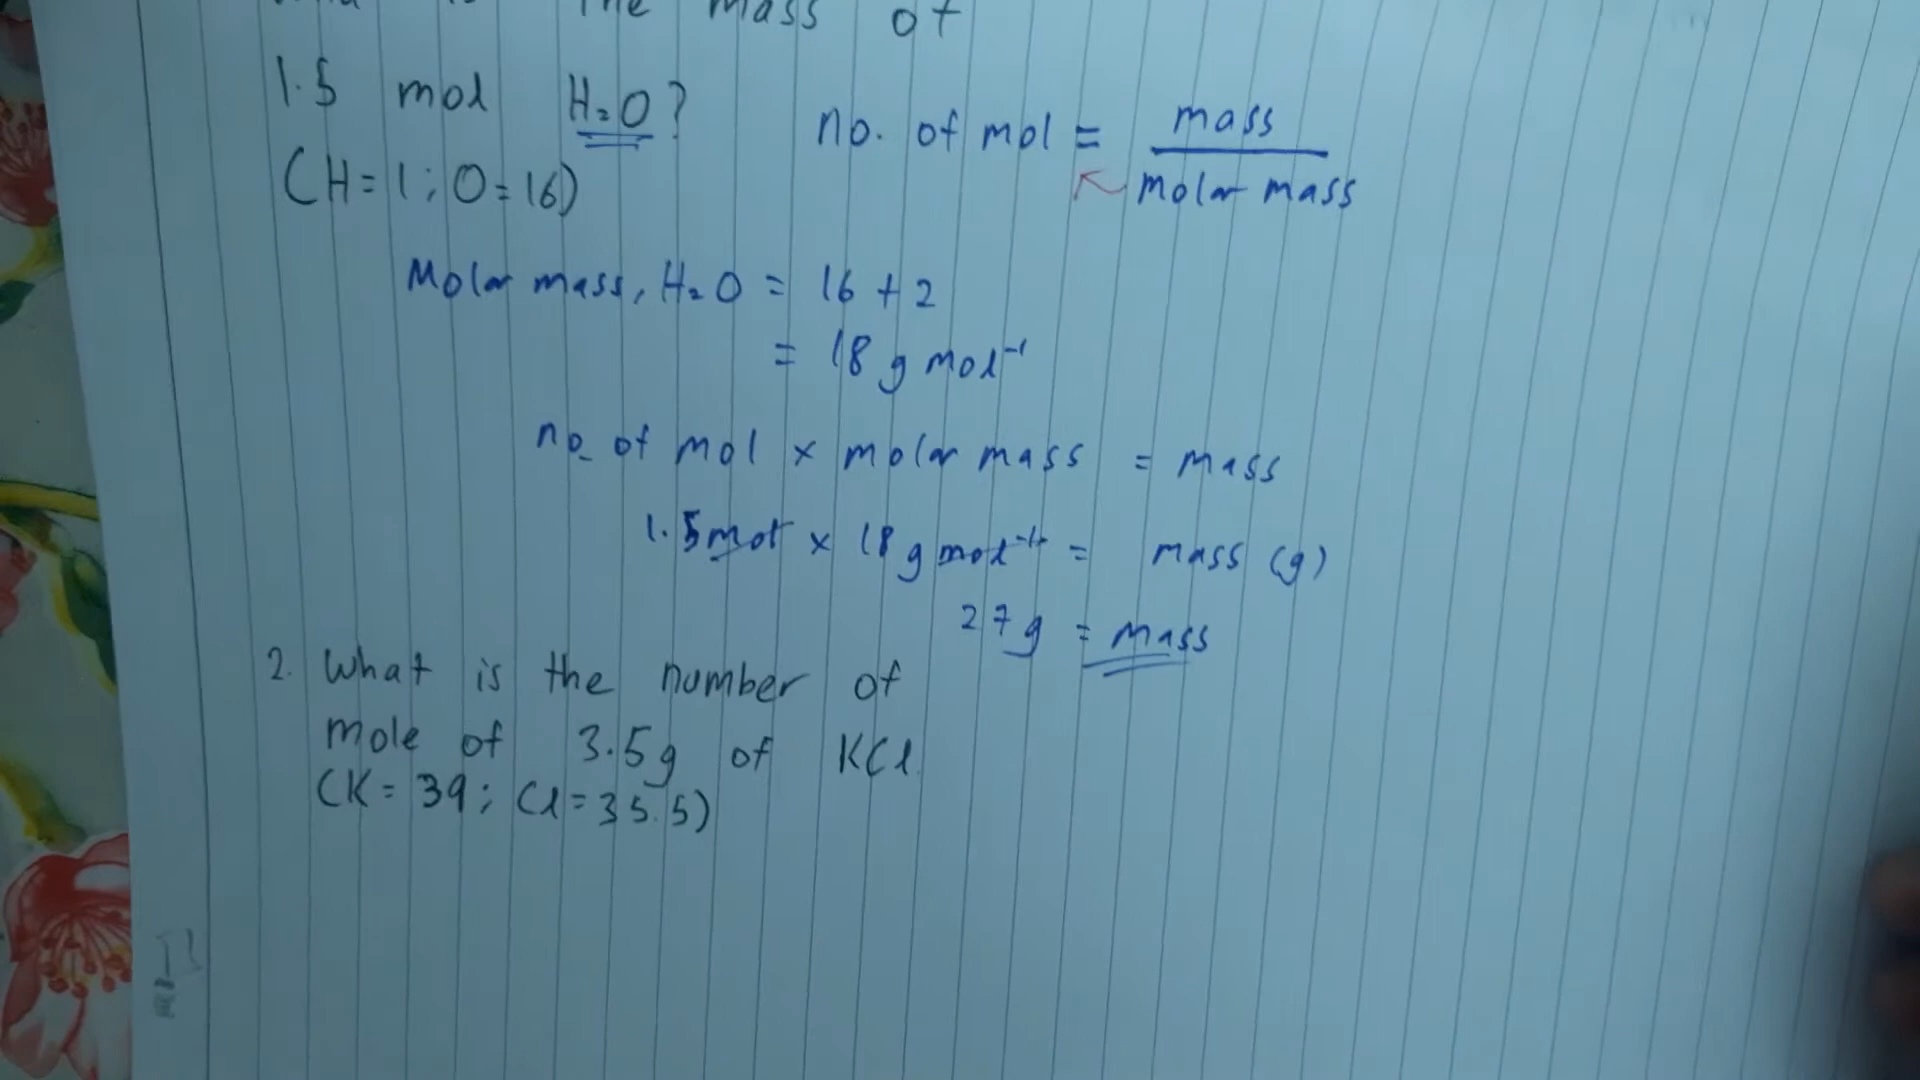 the mass of
1.5 mol H₂O?
(H=1; O=16)
no. of mol = mass
molar mass
Molar mass, H₂O = 16 + 2
= 18 g mol⁻¹
no. of mol × molar mass = mass
1.5 mol × 18 g mol⁻¹ = mass (g)
27g = mass
2. What is the number of
mole of 3.5g of KCl
(K= 39; Cl=35.5)